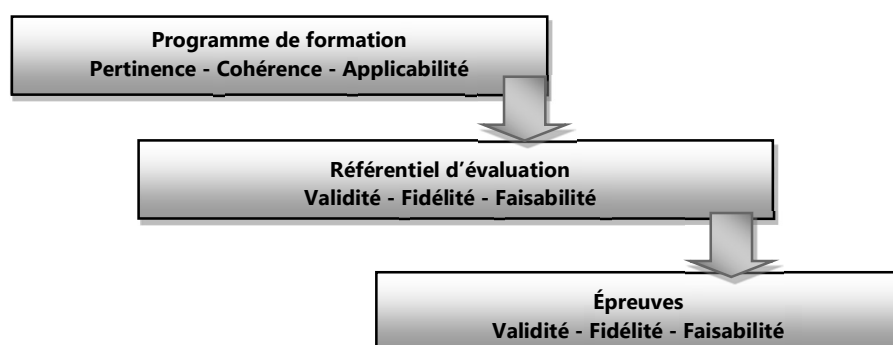 Programme de formation
Pertinence - Cohérence - Applicabilité
Référentiel d’évaluation
Validité - Fidélité - Faisabilité
Épreuves
Validité - Fidélité - Faisabilité